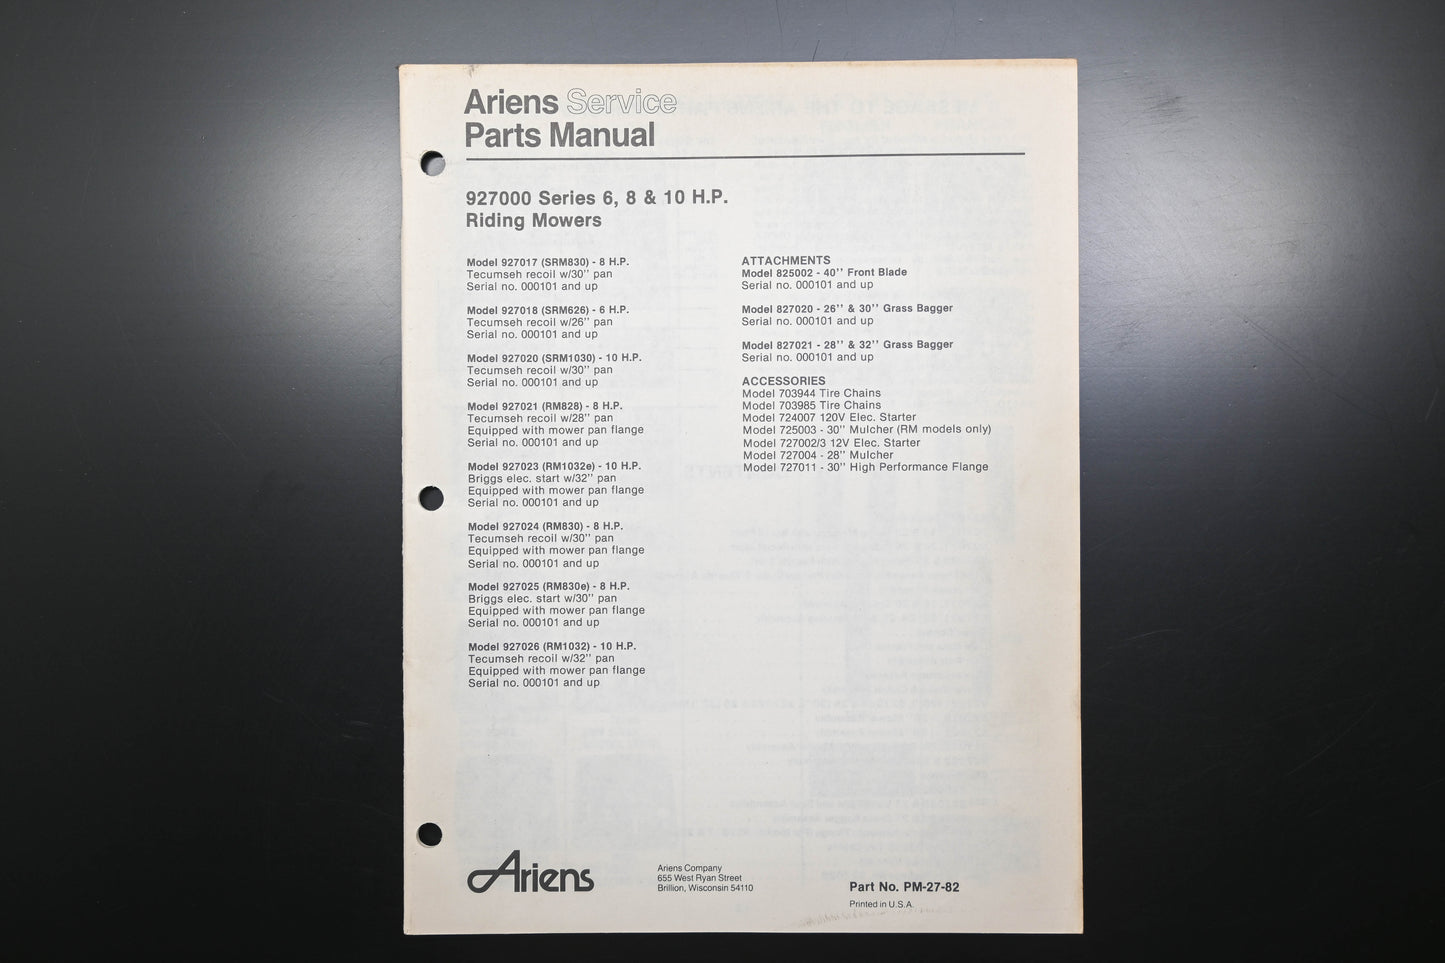 Ariens Service
Parts Manual
927000 Series 6, 8 & 10 H.P.
Riding Mowers
Model 927017 (SRM830) - 8 H.P.
Tecumseh recoil w/30'' pan
Serial no. 000101 and up
Model 927018 (SRM626) - 6 H.P.
Tecumseh recoil w/26'' pan
Serial no. 000101 and up
Model 927020 (SRM1030) - 10 H.P.
Tecumseh recoil w/30'' pan
Serial no. 000101 and up
Model 927021 (RM828) - 8 H.P.
Tecumseh recoil w/28'' pan
Equipped with mower pan flange
Serial no. 000101 and up
Model 927023 (RM1032e) - 10 H.P.
Briggs elec. start w/32'' pan
Equipped with mower pan flange
Serial no. 000101 and up
Model 927024 (RM830) - 8 H.P.
Tecumseh recoil w/30'' pan
Equipped with mower pan flange
Serial no. 000101 and up
Model 927025 (RM830e) - 8 H.P.
Briggs elec. start w/30'' pan
Equipped with mower pan flange
Serial no. 000101 and up
Model 927026 (RM1032) - 10 H.P.
Tecumseh recoil w/32'' pan
Equipped with mower pan flange
Serial no. 000101 and up
ATTACHMENTS
Model 825002 - 40'' Front Blade
Serial no. 000101 and up
Model 827020 - 26'' & 30'' Grass Bagger
Serial no. 000101 and up
Model 827021 - 28'' & 32'' Grass Bagger
Serial no. 000101 and up
ACCESSORIES
Model 703944 Tire Chains
Model 703985 Tire Chains
Model 724007 120V Elec. Starter
Model 725003 - 30'' Mulcher (RM models only)
Model 727002/3 12V Elec. Starter
Model 727004 - 28'' Mulcher
Model 727011 - 30'' High Performance Flange
Ariens
Ariens Company
655 West Ryan Street
Brillion, Wisconsin 54110
Part No. PM-27-82
Printed in U.S.A.